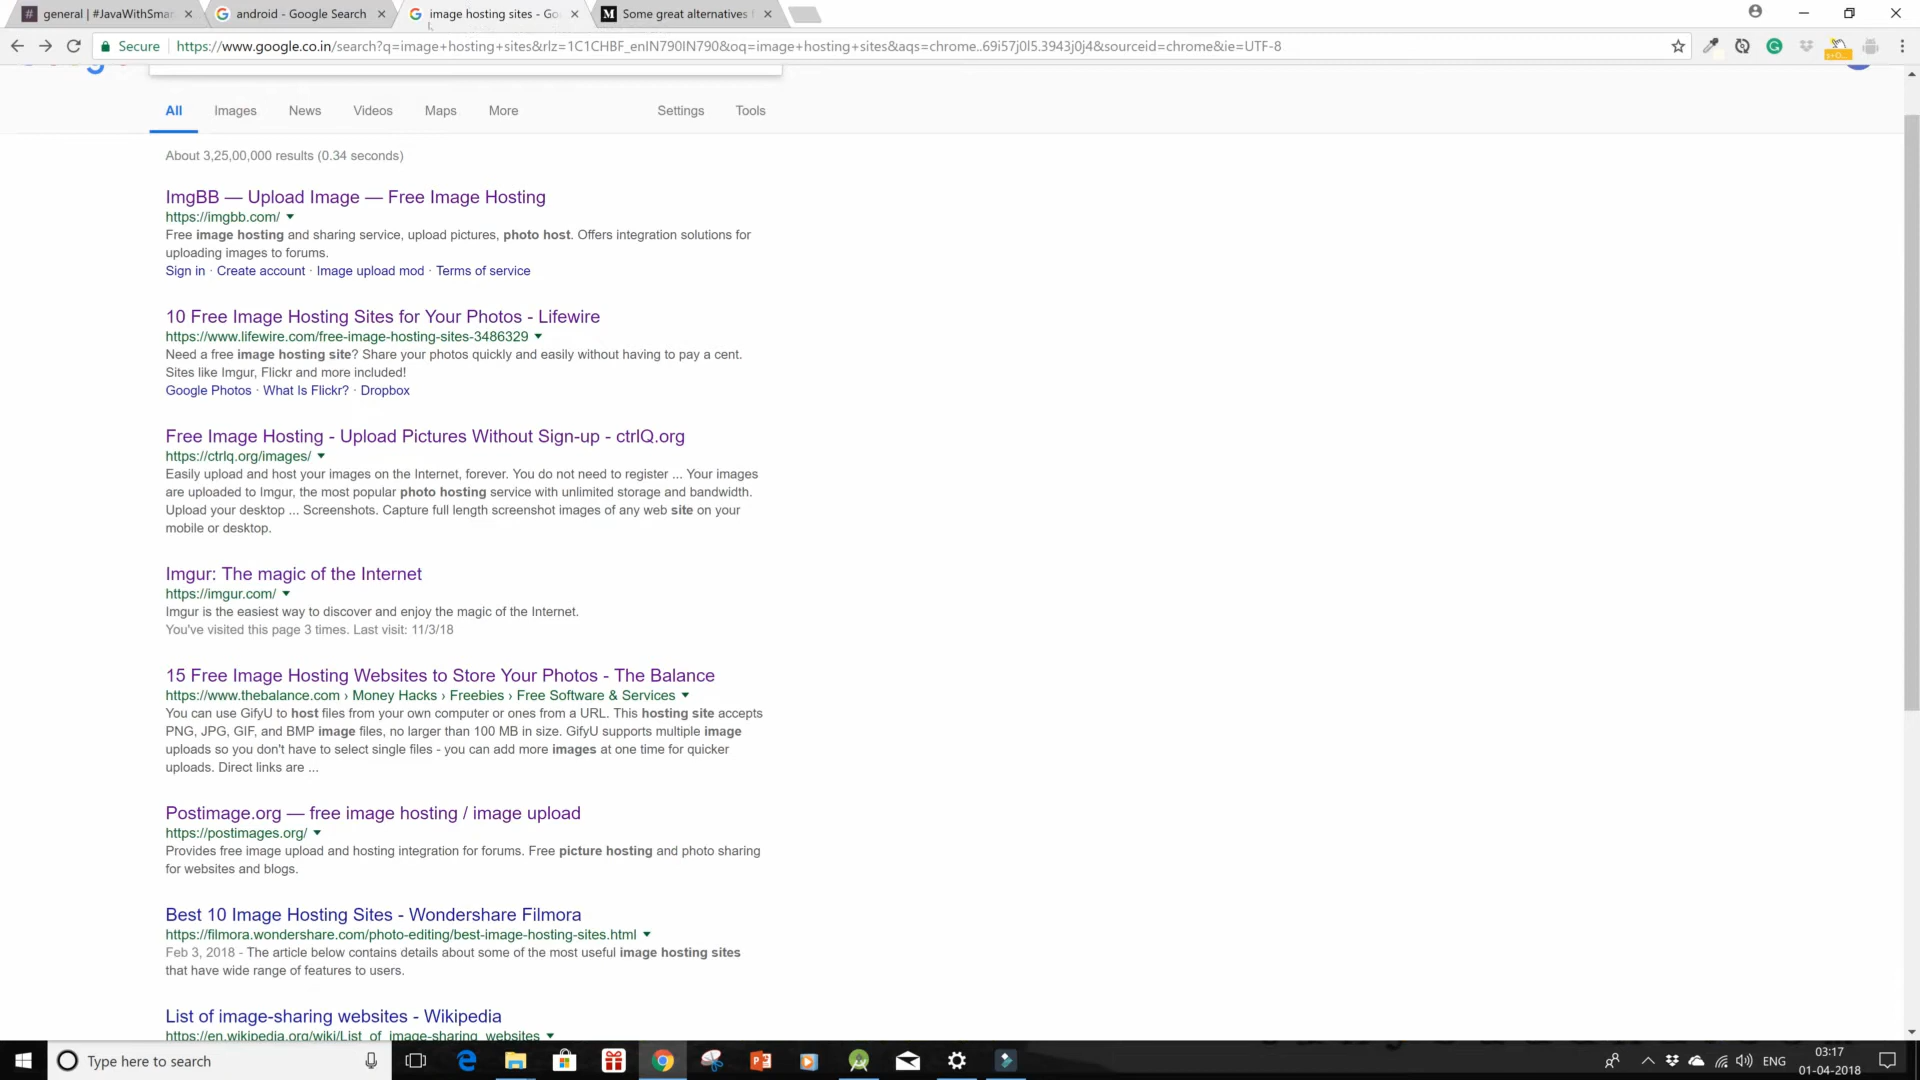 general | #JavaWithSmar
android - Google Search
image hosting sites - Go
Some great alternatives
Secure
https://www.google.co.in/search?q=image+hosting+sites&rlz=1C1CHBF_enIN790IN790&oq=image+hosting+sites&aqs=chrome..69i57j0l5.3943j0j4&sourceid=chrome&ie=UTF-8
All Images News Videos Maps More Settings Tools
About 3,25,00,000 results (0.34 seconds)
ImgBB — Upload Image — Free Image Hosting
https://imgbb.com/
Free image hosting and sharing service, upload pictures, photo host. Offers integration solutions for
uploading images to forums.
Sign in · Create account · Image upload mod · Terms of service
10 Free Image Hosting Sites for Your Photos - Lifewire
https://www.lifewire.com/free-image-hosting-sites-3486329
Need a free image hosting site? Share your photos quickly and easily without having to pay a cent.
Sites like Imgur, Flickr and more included!
Google Photos · What Is Flickr? · Dropbox
Free Image Hosting - Upload Pictures Without Sign-up - ctrlQ.org
https://ctrlq.org/images/
Easily upload and host your images on the Internet, forever. You do not need to register ... Your images
are uploaded to Imgur, the most popular photo hosting service with unlimited storage and bandwidth.
Upload your desktop ... Screenshots. Capture full length screenshot images of any web site on your
mobile or desktop.
Imgur: The magic of the Internet
https://imgur.com/
Imgur is the easiest way to discover and enjoy the magic of the Internet.
You've visited this page 3 times. Last visit: 11/3/18
15 Free Image Hosting Websites to Store Your Photos - The Balance
https://www.thebalance.com › Money Hacks › Freebies › Free Software & Services
You can use GifyU to host files from your own computer or ones from a URL. This hosting site accepts
PNG, JPG, GIF, and BMP image files, no larger than 100 MB in size. GifyU supports multiple image
uploads so you don't have to select single files - you can add more images at one time for quicker
uploads. Direct links are ...
Postimage.org — free image hosting / image upload
https://postimages.org/
Provides free image upload and hosting integration for forums. Free picture hosting and photo sharing
for websites and blogs.
Best 10 Image Hosting Sites - Wondershare Filmora
https://filmora.wondershare.com/photo-editing/best-image-hosting-sites.html
Feb 3, 2018 - The article below contains details about some of the most useful image hosting sites
that have wide range of features to users.
List of image-sharing websites - Wikipedia
https://en.wikipedia.org/wiki/List_of_image-sharing_websites
Type here to search
ENG
03:17
01-04-2018